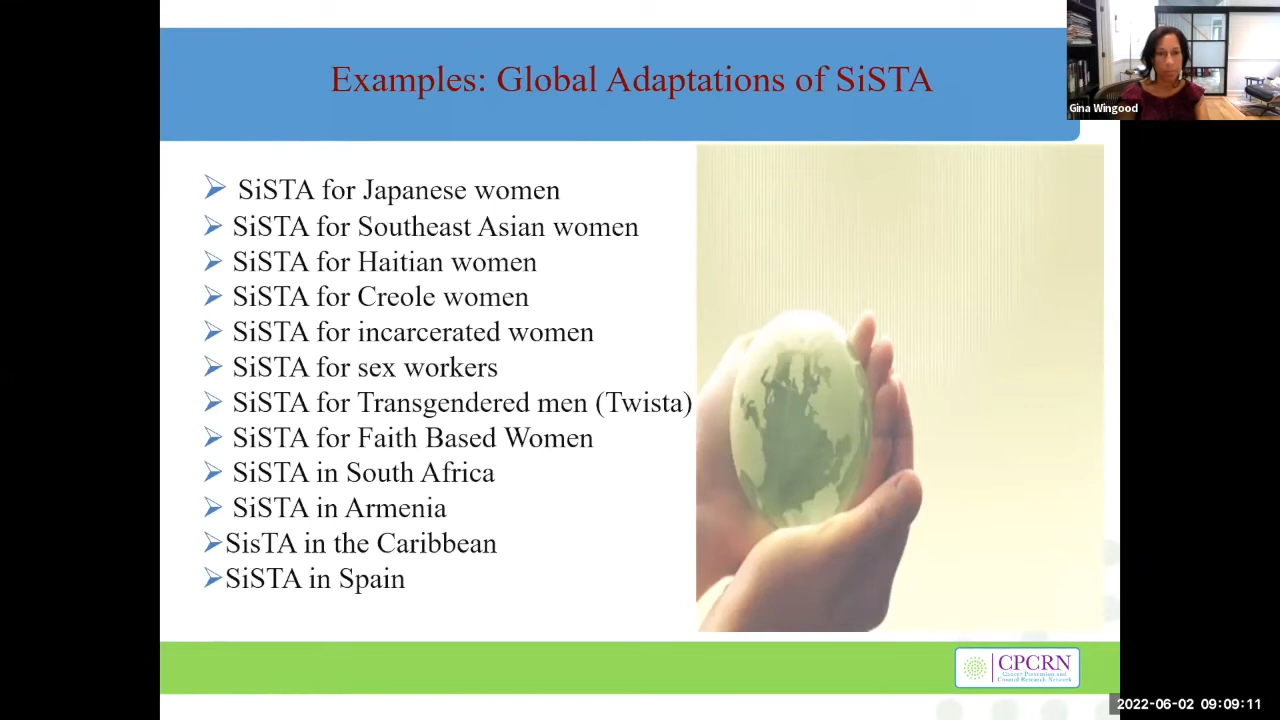 Examples: Global Adaptations of SiSTA
Gina Wingood
SiSTA for Japanese women
SiSTA for Southeast Asian women
SiSTA for Haitian women
SiSTA for Creole women
SiSTA for incarcerated women
SiSTA for sex workers
SiSTA for Transgendered men (Twista)
SiSTA for Faith Based Women
SiSTA in South Africa
SiSTA in Armenia
SisTA in the Caribbean
SiSTA in Spain
CPCRN
Cancer Prevention and
Control Research Network
2022-06-02 09:09:11